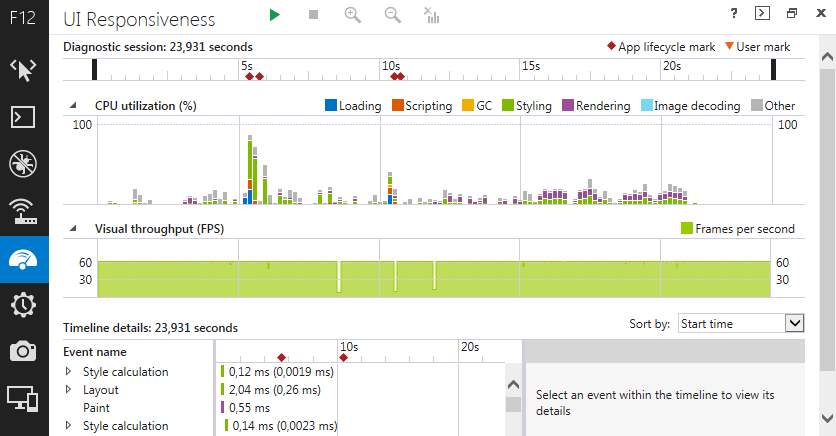 F12 UI Responsiveness ?
Diagnostic session: 23,931 seconds App lifecycle mark User mark
5s 10s 15s 20s
CPU utilization (%) Loading Scripting GC Styling Rendering Image decoding Other
100 100
Visual throughput (FPS) Frames per second
60 60
30 30
Timeline details: 23,931 seconds Sort by: Start time
Event name 10s 20s
Style calculation 0,12 ms (0,0019 ms)
Layout 2,04 ms (0,26 ms)
Paint 0,55 ms
Style calculation 0,14 ms (0,0023 ms)
Select an event within the timeline to view its
details